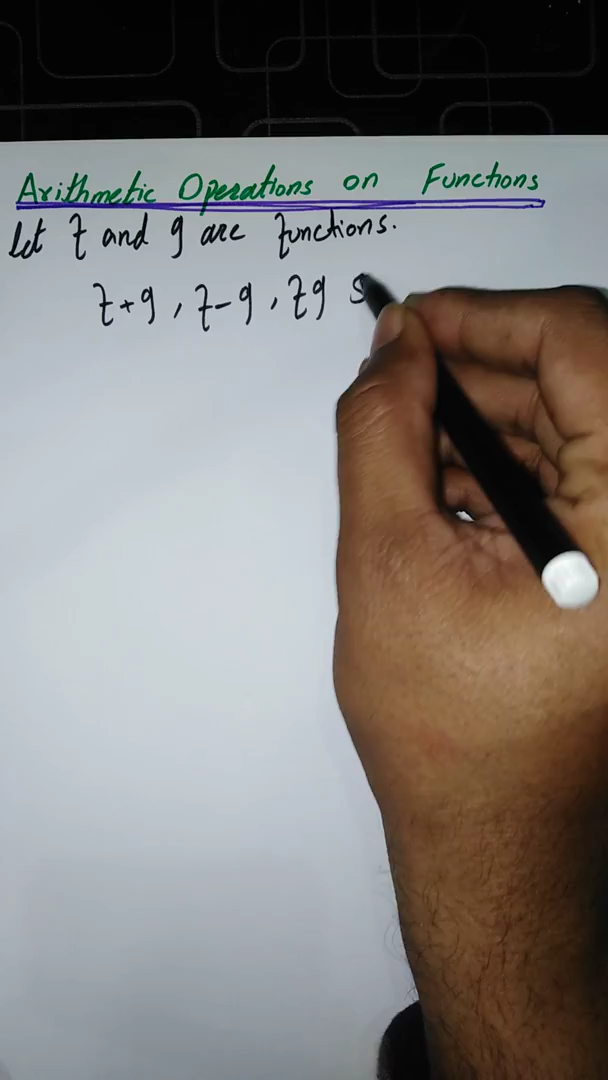 Arithmetic Operations on Functions
let f and g are functions.
f+g, f-g, fg